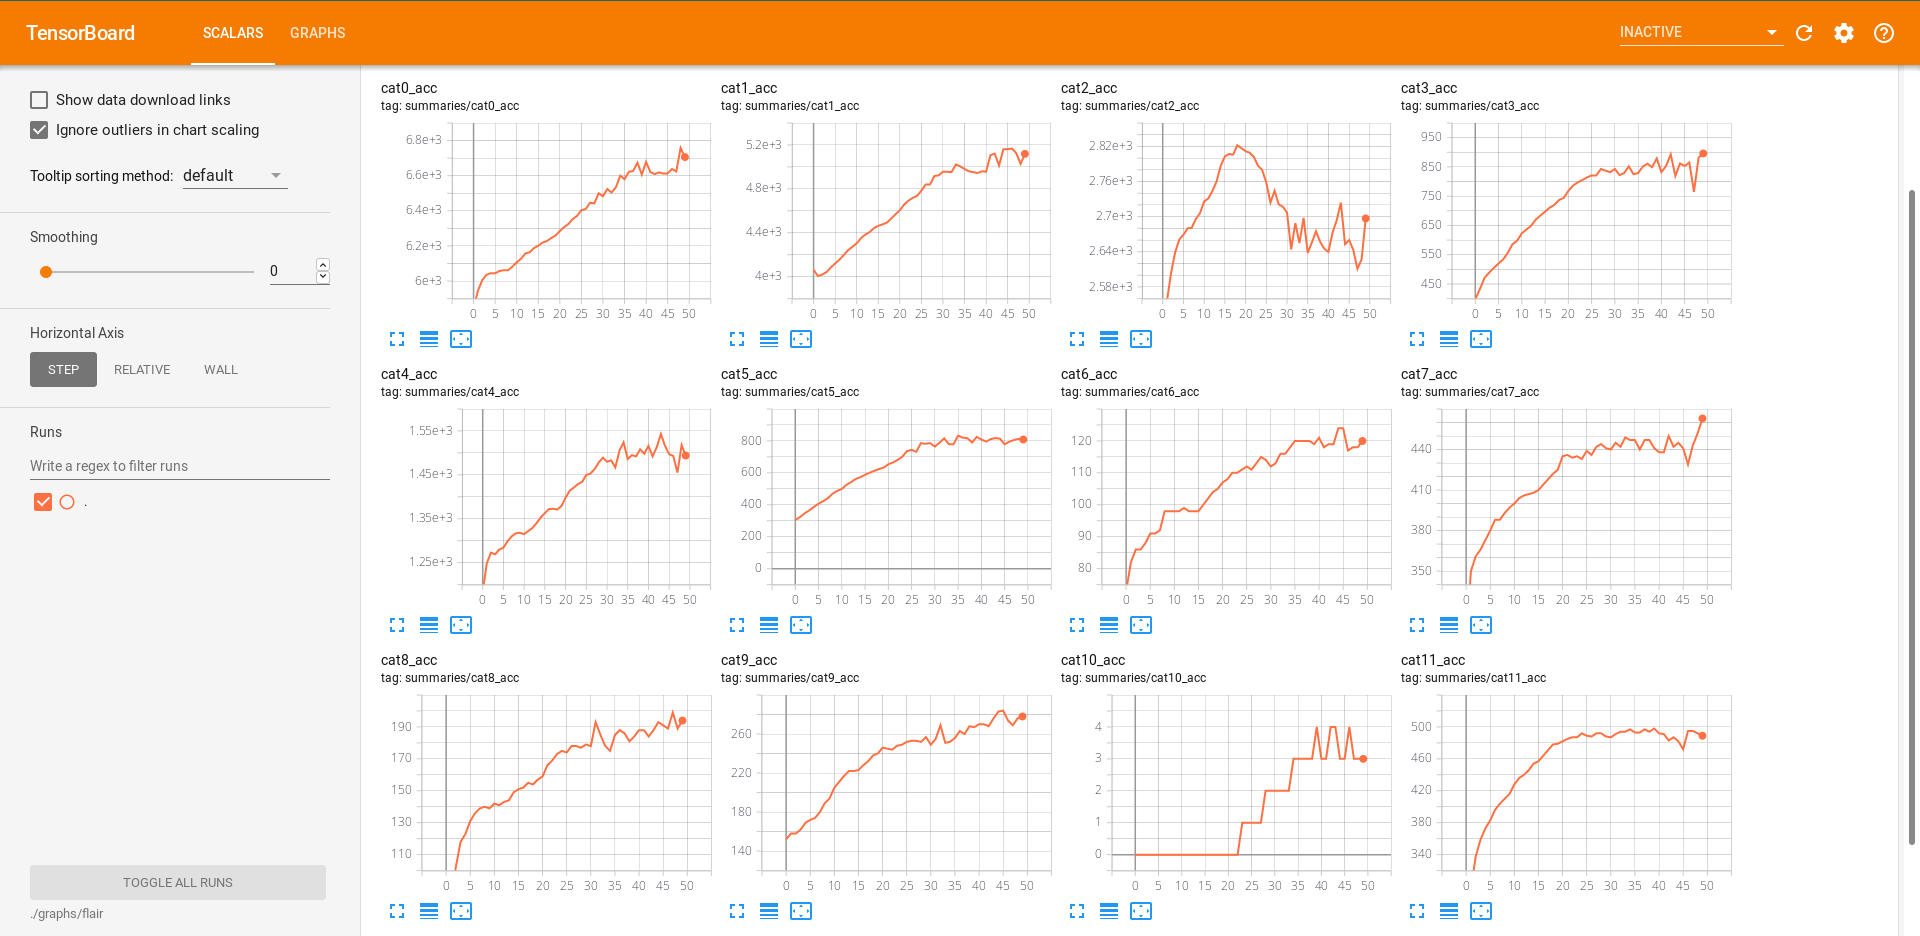 TensorBoard SCALARS GRAPHS INACTIVE
Show data download links
Ignore outliers in chart scaling
Tooltip sorting method: default
Smoothing
0
Horizontal Axis
STEP RELATIVE WALL
Runs
Write a regex to filter runs
.
TOGGLE ALL RUNS
./graphs/flair
cat0_acc
tag: summaries/cat0_acc
6.8e+3
6.6e+3
6.4e+3
6.2e+3
6e+3
0 5 10 15 20 25 30 35 40 45 50
cat1_acc
tag: summaries/cat1_acc
5.2e+3
4.8e+3
4.4e+3
4e+3
0 5 10 15 20 25 30 35 40 45 50
cat2_acc
tag: summaries/cat2_acc
2.82e+3
2.76e+3
2.7e+3
2.64e+3
2.58e+3
0 5 10 15 20 25 30 35 40 45 50
cat3_acc
tag: summaries/cat3_acc
950
850
750
650
550
450
0 5 10 15 20 25 30 35 40 45 50
cat4_acc
tag: summaries/cat4_acc
1.55e+3
1.45e+3
1.35e+3
1.25e+3
0 5 10 15 20 25 30 35 40 45 50
cat5_acc
tag: summaries/cat5_acc
800
600
400
200
0
0 5 10 15 20 25 30 35 40 45 50
cat6_acc
tag: summaries/cat6_acc
120
110
100
90
80
0 5 10 15 20 25 30 35 40 45 50
cat7_acc
tag: summaries/cat7_acc
440
410
380
350
0 5 10 15 20 25 30 35 40 45 50
cat8_acc
tag: summaries/cat8_acc
190
170
150
130
110
0 5 10 15 20 25 30 35 40 45 50
cat9_acc
tag: summaries/cat9_acc
260
220
180
140
0 5 10 15 20 25 30 35 40 45 50
cat10_acc
tag: summaries/cat10_acc
4
3
2
1
0
0 5 10 15 20 25 30 35 40 45 50
cat11_acc
tag: summaries/cat11_acc
500
460
420
380
340
0 5 10 15 20 25 30 35 40 45 50